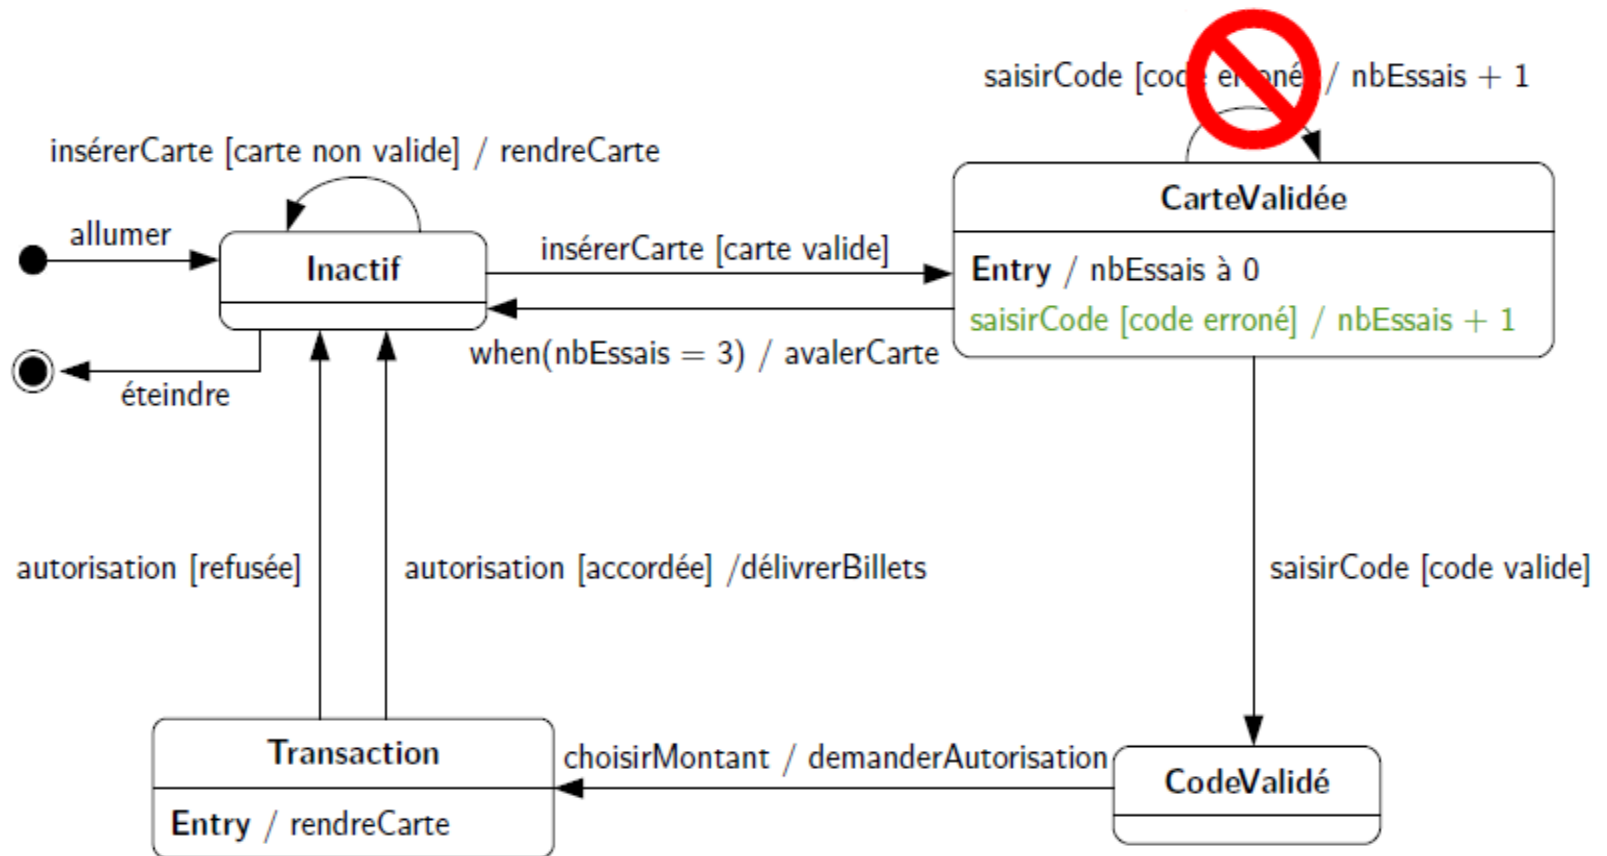 saisirCode [code erroné] / nbEssais + 1
insérerCarte [carte non valide] / rendreCarte
CarteValidée
allumer
insérerCarte [carte valide]
Inactif
Entry / nbEssais à 0
saisirCode [code erroné] / nbEssais + 1
when(nbEssais = 3) / avalerCarte
éteindre
autorisation [refusée]
autorisation [accordée] /délivrerBillets
saisirCode [code valide]
Transaction
choisirMontant / demanderAutorisation
CodeValidé
Entry / rendreCarte